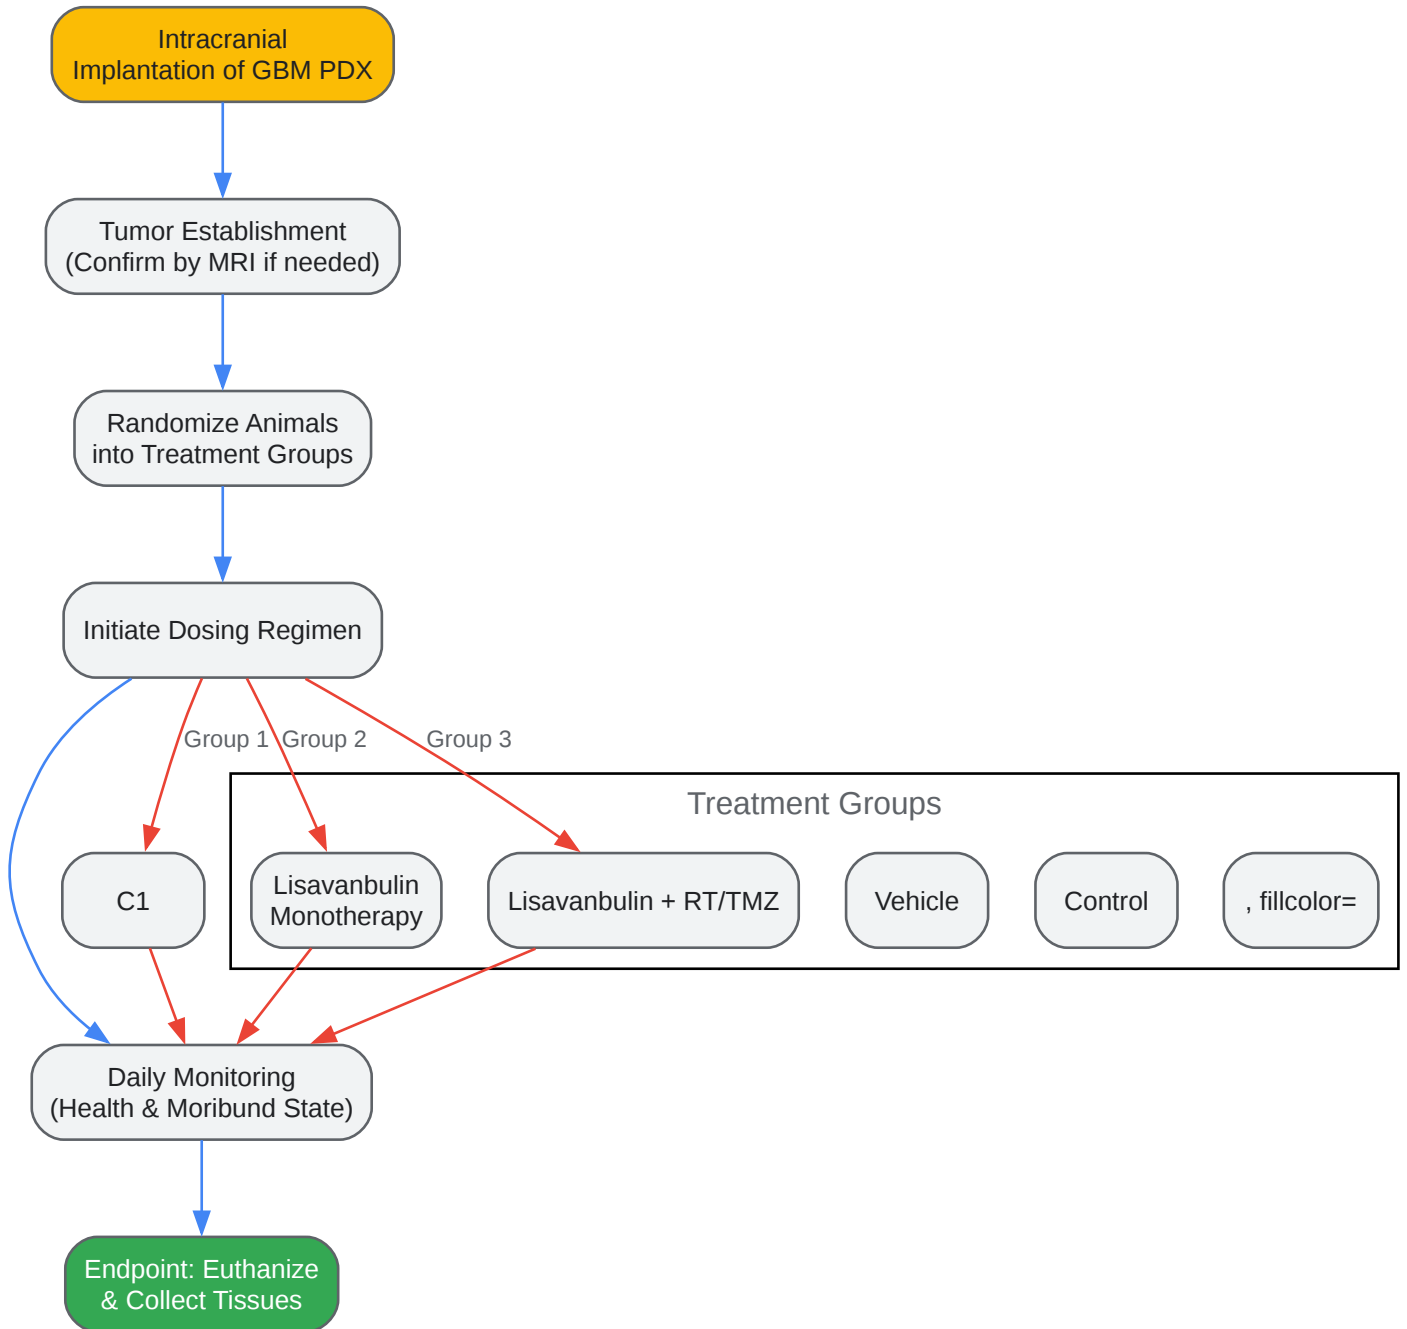 Intracranial
Implantation of GBM PDX
Tumor Establishment
(Confirm by MRI if needed)
Randomize Animals
into Treatment Groups
Initiate Dosing Regimen
Group 1
Group 2
Group 3
Treatment Groups
C1
Lisavanbulin
Monotherapy
Lisavanbulin + RT/TMZ
Vehicle
Control
, fillcolor=
Daily Monitoring
(Health & Moribund State)
Endpoint: Euthanize
& Collect Tissues